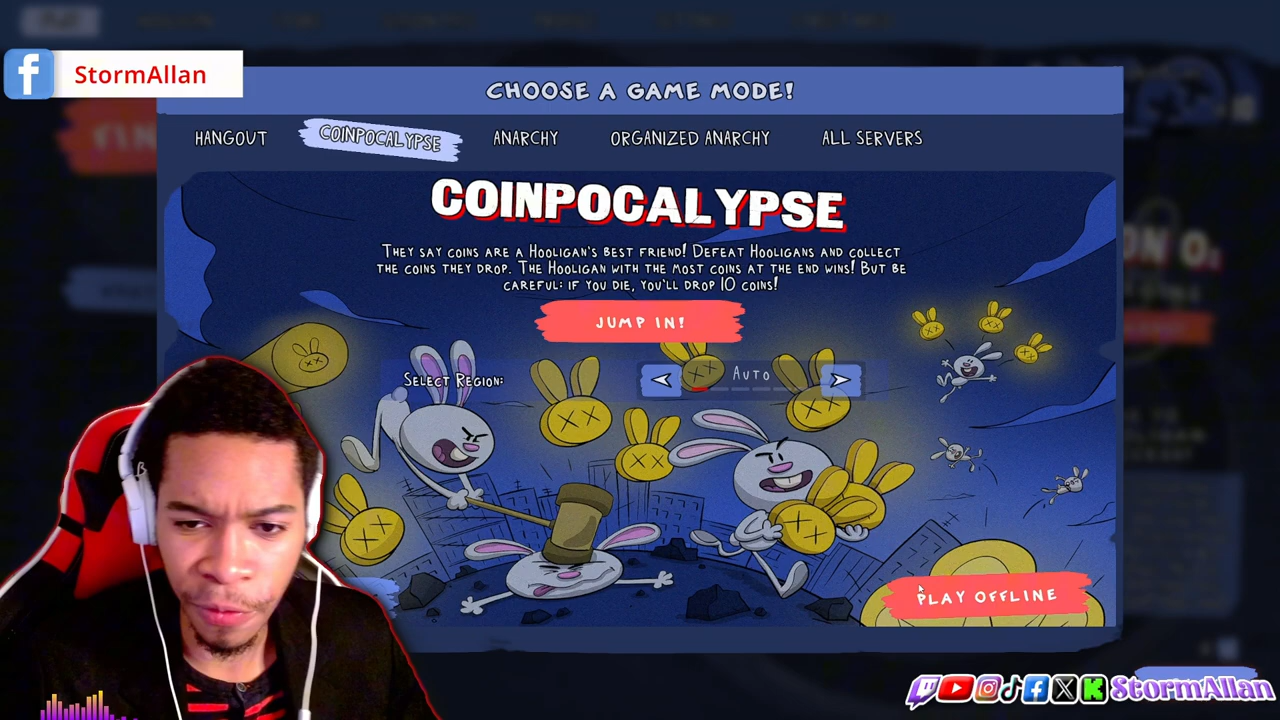 StormAllan
CHOOSE A GAME MODE!
HANGOUT
COINPOCALYPSE
ANARCHY
ORGANIZED ANARCHY
ALL SERVERS
COINPOCALYPSE
THEY SAY COINS ARE A HOOLIGAN'S BEST FRIEND! DEFEAT HOOLIGANS AND COLLECT
THE COINS THEY DROP. THE HOOLIGAN WITH THE MOST COINS AT THE END WINS! BUT BE
CAREFUL: IF YOU DIE, YOU'LL DROP 10 COINS!
JUMP IN!
SELECT REGION:
AUTO
PLAY OFFLINE
StormAllan